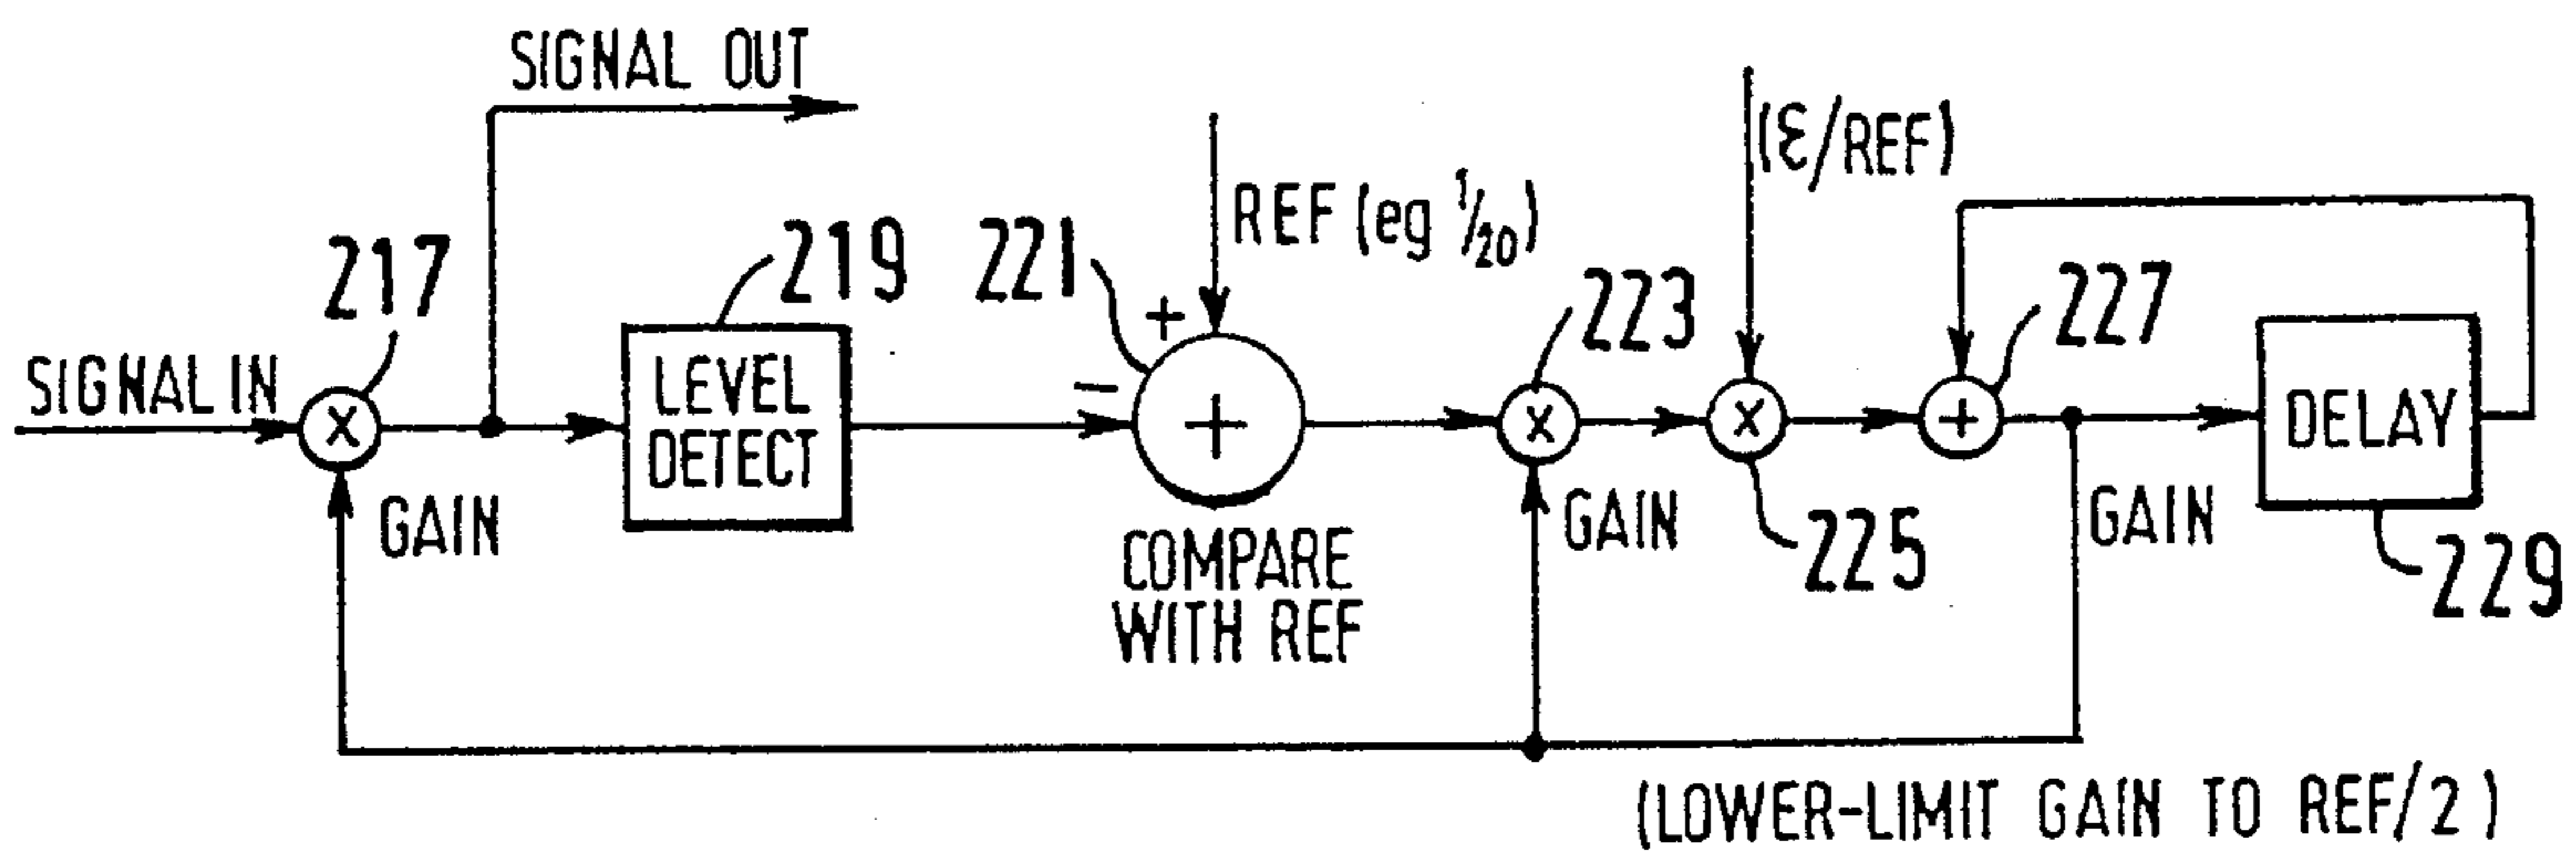 SIGNAL OUT
(ε/REF)
REF (eg 1/20)
217
219
221
+
223
227
SIGNAL IN
X
LEVEL
DETECT
−
+
X
X
+
DELAY
GAIN
GAIN
225
GAIN
229
COMPARE
WITH REF
(LOWER-LIMIT GAIN TO REF/2)